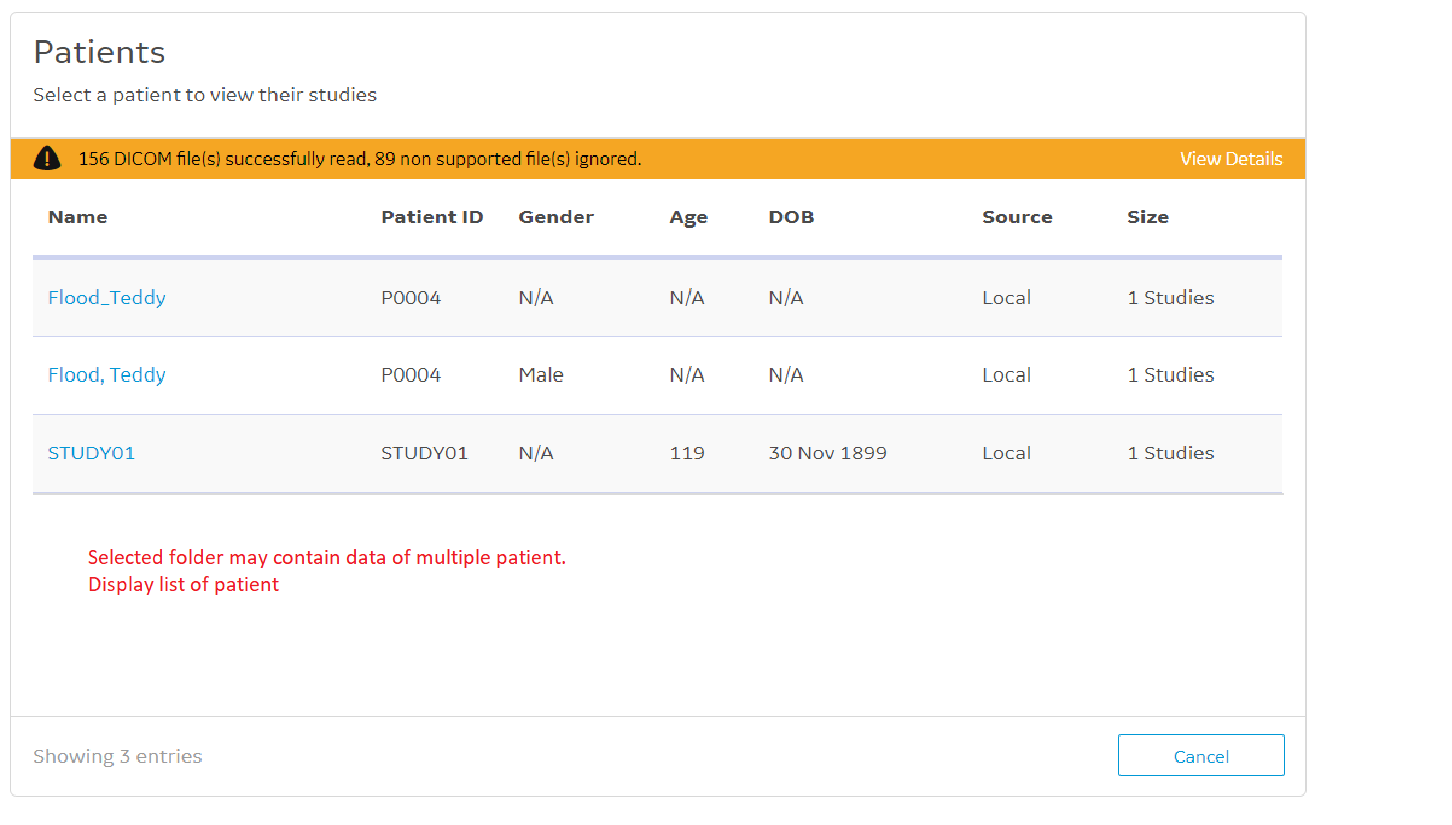 Patients
Select a patient to view their studies
156 DICOM file(s) successfully read, 89 non supported file(s) ignored. View Details
Name Patient ID Gender Age DOB Source Size
Flood_Teddy P0004 N/A N/A N/A Local 1 Studies
Flood, Teddy P0004 Male N/A N/A Local 1 Studies
STUDY01 STUDY01 N/A 119 30 Nov 1899 Local 1 Studies
Selected folder may contain data of multiple patient.
Display list of patient
Showing 3 entries Cancel